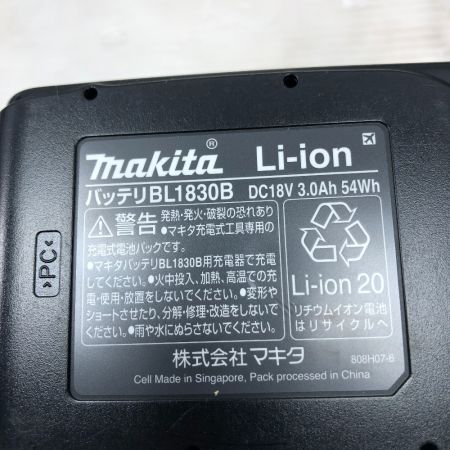 makita® Li-ion
バッテリBL1830B DC18V 3.0Ah 54Wh
⚠警告 発熱・発火・破裂の恐れあり
●マキタ充電式工具専用の
充電式電池パックです。
●マキタバッテリBL1830B用充電器で充電
してください。●火中投入、加熱、高温での充
電・使用・放置をしないでください。●変形や
ショートさせたり、分解・修理・改造をしないで
ください。●雨や水にぬらさないでください。
Li-ion 20
リチウムイオン電池
はリサイクルへ
株式会社マキタ
808H07-6
Cell Made in Singapore, Pack processed in China
>PC<